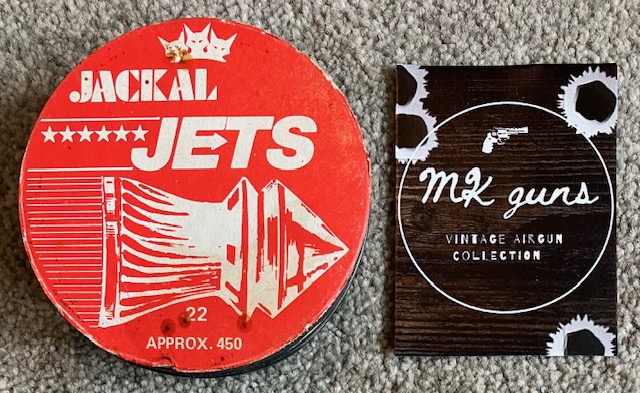 JACKAL
JETS
22
APPROX. 450
MK guns
VINTAGE AIRGUN
COLLECTION